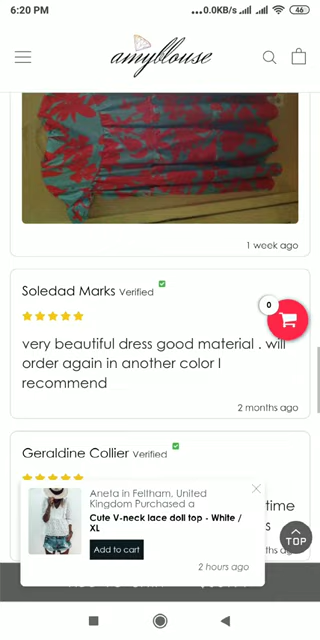 6:20 PM
...0.0KB/s
46
amyblouse
1 week ago
Soledad Marks Verified
0
very beautiful dress good material . will
order again in another color I
recommend
2 months ago
Geraldine Collier Verified
Aneta in Feltham, United
Kingdom Purchased a
time
Cute V-neck lace doll top - White /
XL
Add to cart
TOP
2 hours ago